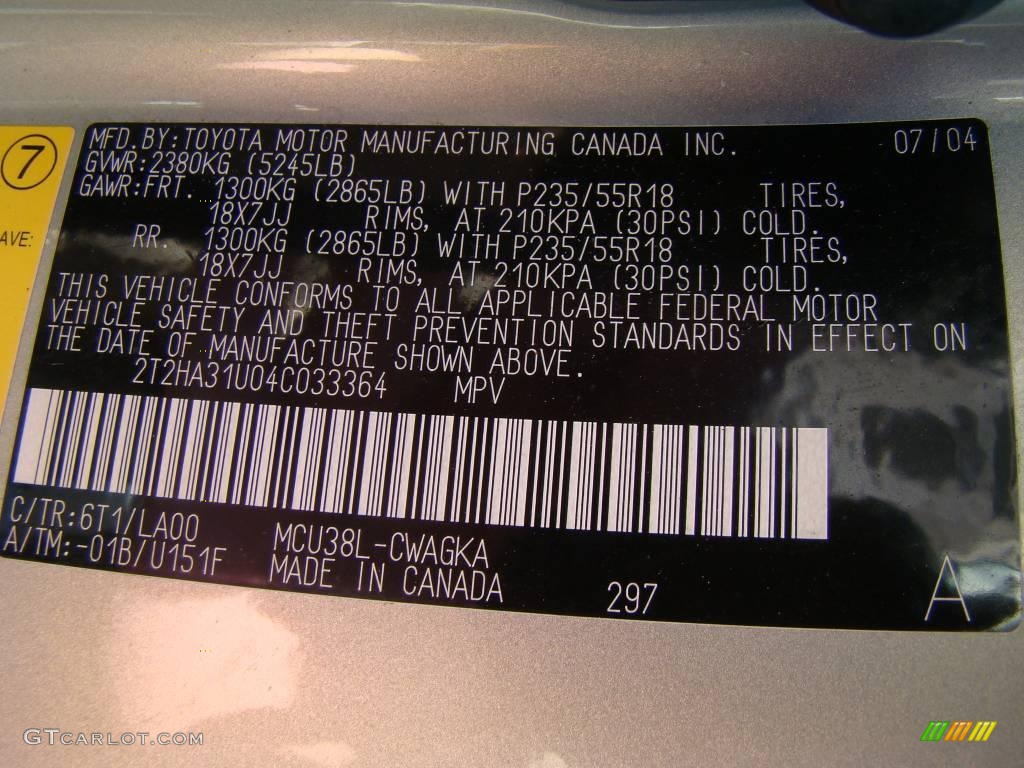 7
AVE:
MFD.BY:TOYOTA MOTOR MANUFACTURING CANADA INC. 07/04
GVWR:2380KG (5245LB)
GAWR:FRT. 1300KG (2865LB) WITH P235/55R18 TIRES,
18X7JJ RIMS, AT 210KPA (30PSI) COLD.
RR. 1300KG (2865LB) WITH P235/55R18 TIRES,
18X7JJ RIMS, AT 210KPA (30PSI) COLD.
THIS VEHICLE CONFORMS TO ALL APPLICABLE FEDERAL MOTOR
VEHICLE SAFETY AND THEFT PREVENTION STANDARDS IN EFFECT ON
THE DATE OF MANUFACTURE SHOWN ABOVE.
2T2HA31U04C033364 MPV
C/TR:6T1/LA00 MCU38L-CWAGKA
A/TM:-01B/U151F MADE IN CANADA 297 A
GTCARLOT.COM